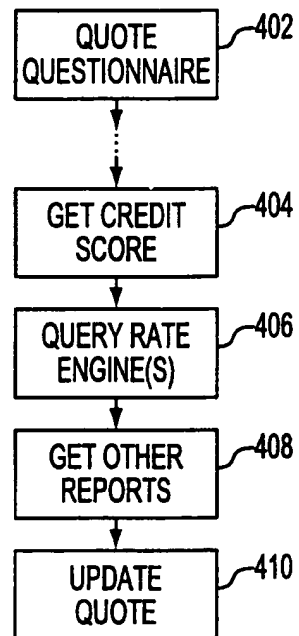 QUOTE
QUESTIONNAIRE
402
GET CREDIT
SCORE
404
QUERY RATE
ENGINE(S)
406
GET OTHER
REPORTS
408
UPDATE
QUOTE
410